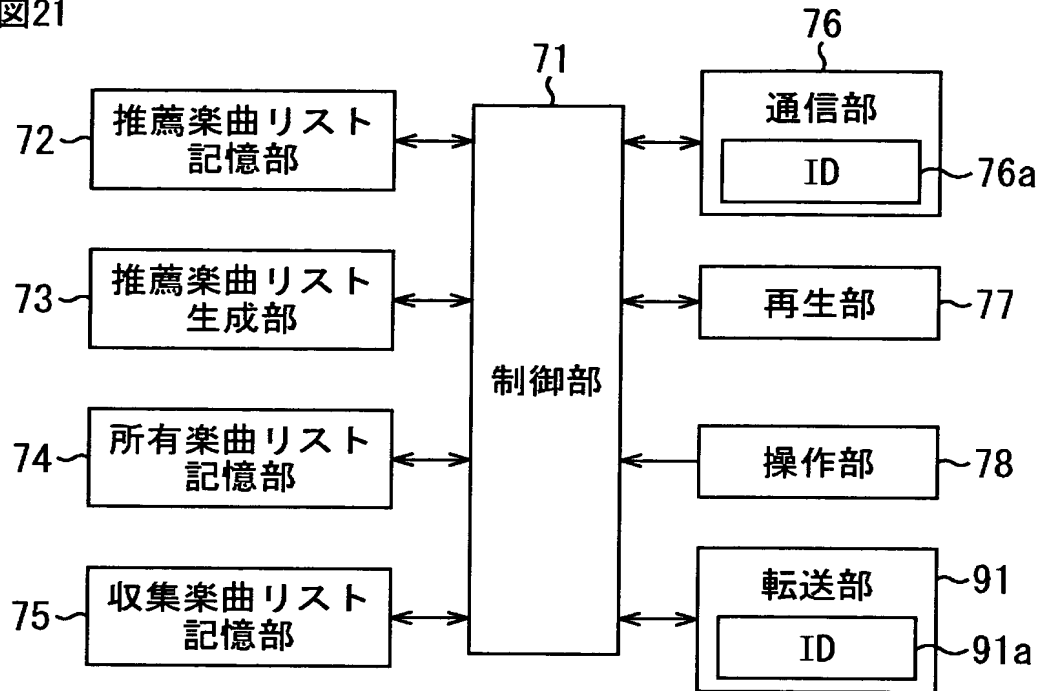 図21
71
72
推薦楽曲リスト
記憶部
73
推薦楽曲リスト
生成部
74
所有楽曲リスト
記憶部
75
収集楽曲リスト
記憶部
制御部
76
通信部
ID
76a
再生部
77
操作部
78
転送部
91
ID
91a